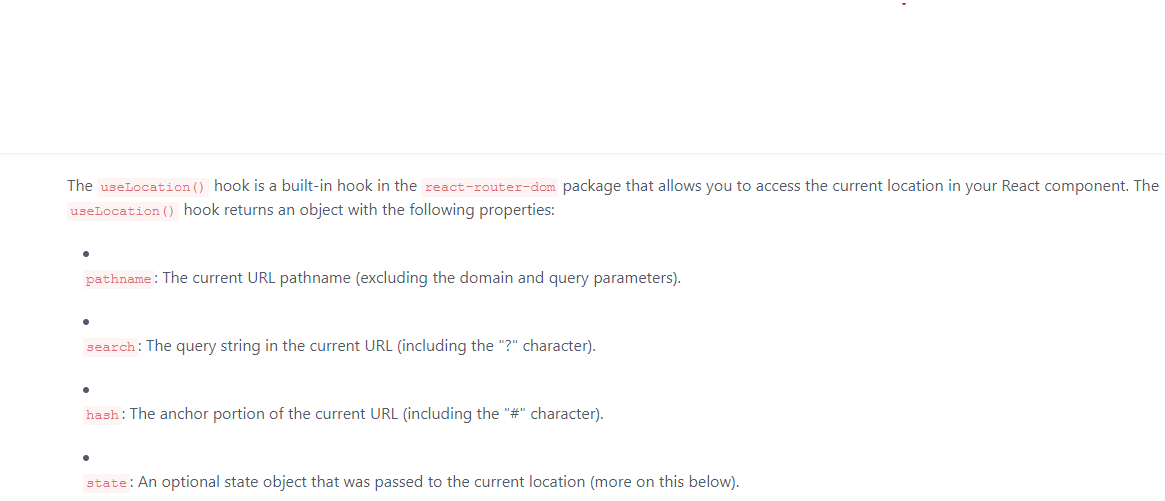 The useLocation() hook is a built-in hook in the react-router-dom package that allows you to access the current location in your React component. The
useLocation() hook returns an object with the following properties:
•
pathname: The current URL pathname (excluding the domain and query parameters).
•
search: The query string in the current URL (including the "?" character).
•
hash: The anchor portion of the current URL (including the "#" character).
•
state: An optional state object that was passed to the current location (more on this below).